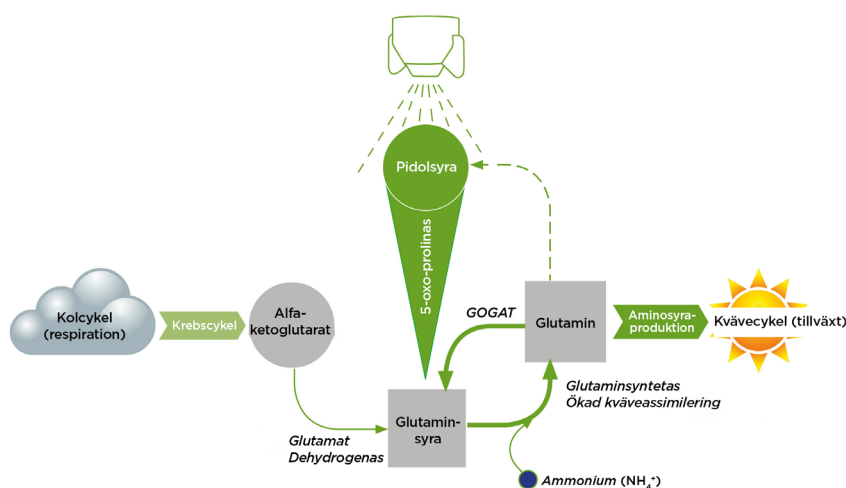 Pidolsyra
5-oxo-prolinas
Kolcykel
(respiration)
Krebscykel
Alfa-
ketoglutarat
GOGAT
Glutamin
Aminosyra-
produktion
Kvävecykel (tillväxt)
Glutaminsyntetas
Ökad kväveassimilering
Glutamin-
syra
Glutamat
Dehydrogenas
Ammonium (NH₄⁺)